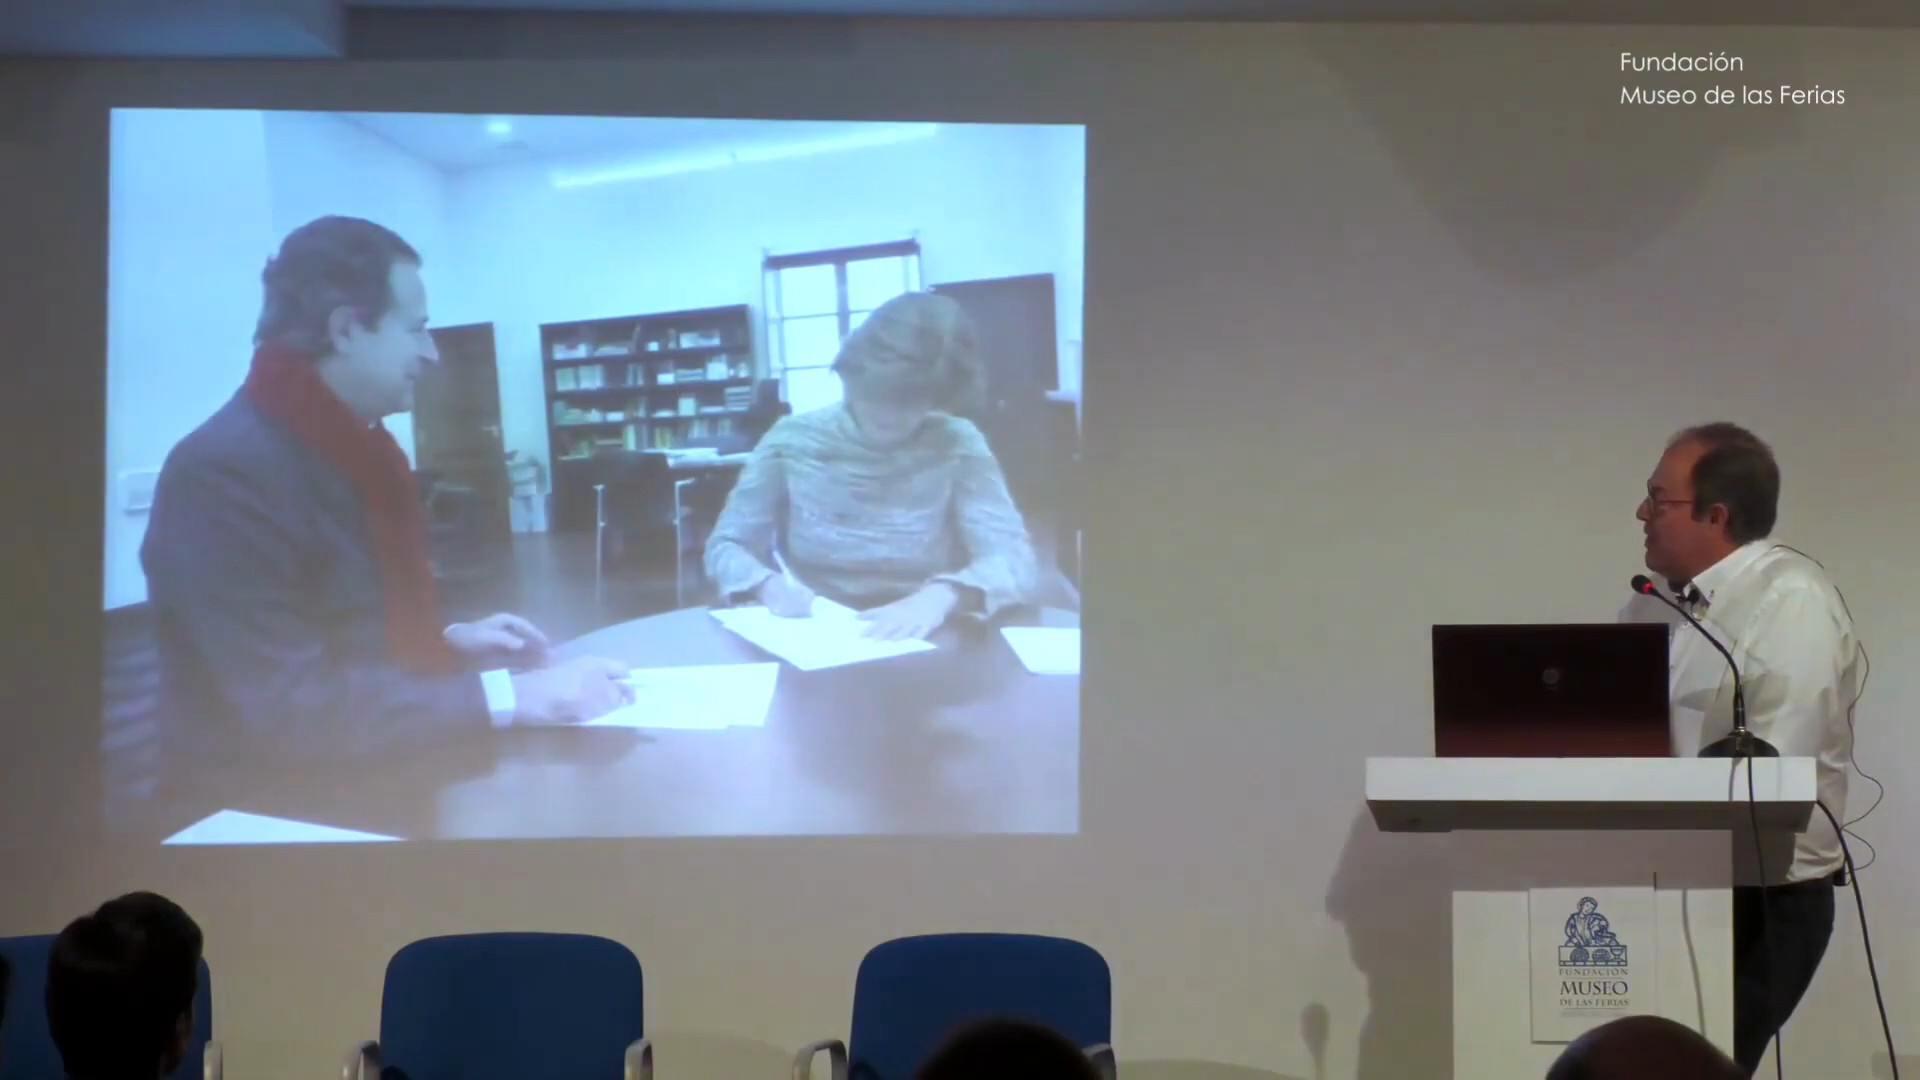 Fundación
Museo de las Ferias
FUNDACIÓN
MUSEO
DE LAS FERIAS